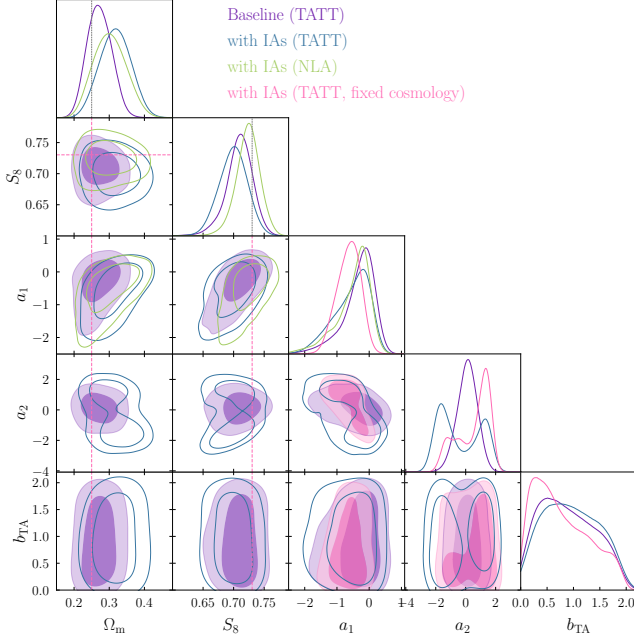 Baseline (TATT)
with IAs (TATT)
with IAs (NLA)
with IAs (TATT, fixed cosmology)
0.75
0.70
0.65
S₈
1
0
−1
−2
a₁
2
0
−2
−4
a₂
2.0
1.5
1.0
0.5
0.0
b_TA
0.2 0.3 0.4
0.65 0.70 0.75
−2 −1 0
−4 −2 0 2
0.0 0.5 1.0 1.5 2.0
Ωₘ S₈ a₁ a₂ b_TA